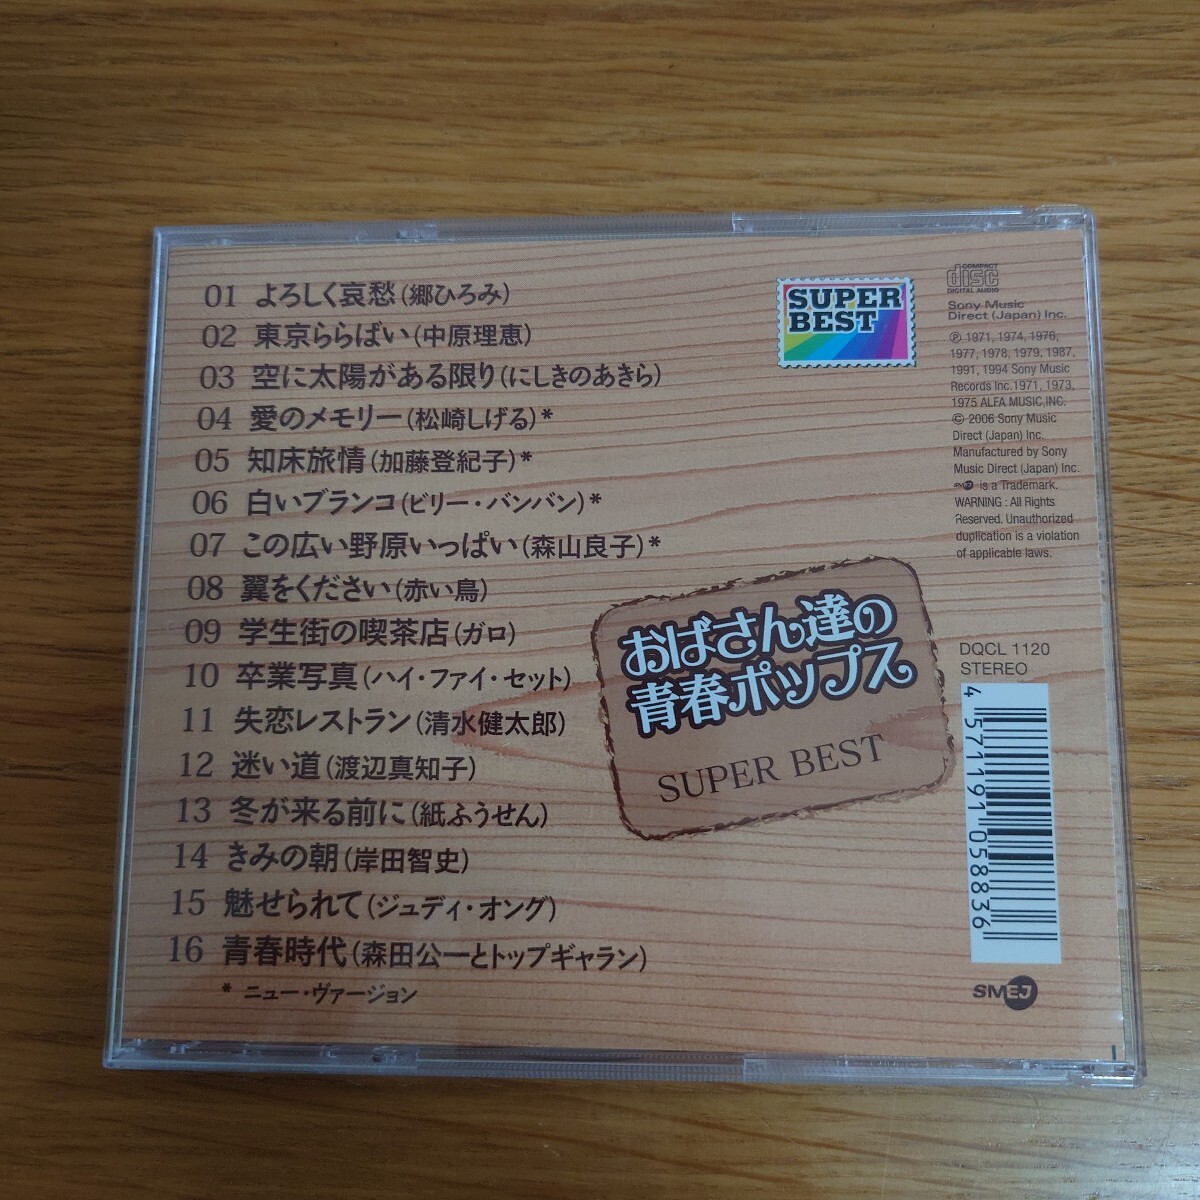 01 よろしく哀愁(郷ひろみ)
02 東京ららばい(中原理恵)
03 空に太陽がある限り(にしきのあきら)
04 愛のメモリー(松崎しげる)*
05 知床旅情(加藤登紀子)*
06 白いブランコ(ビリー・バンバン)*
07 この広い野原いっぱい(森山良子)*
08 翼をください(赤い鳥)
09 学生街の喫茶店(ガロ)
10 卒業写真(ハイ・ファイ・セット)
11 失恋レストラン(清水健太郎)
12 迷い道(渡辺真知子)
13 冬が来る前に(紙ふうせん)
14 きみの朝(岸田智史)
15 魅せられて(ジュディ・オング)
16 青春時代(森田公一とトップギャラン)
* ニュー・ヴァージョン
SUPER
BEST
おばさん達の
青春ポップス
SUPER BEST
COMPACT
disc
DIGITAL AUDIO
Sony Music
Direct (Japan) Inc.
Ⓟ 1971, 1974, 1976,
1977, 1978, 1979, 1987,
1991, 1994 Sony Music
Records Inc.1971, 1973,
1975 ALFA MUSIC,INC.
© 2006 Sony Music
Direct (Japan) Inc.
Manufactured by Sony
Music Direct (Japan) Inc.
SMEJ is a Trademark.
WARNING : All Rights
Reserved. Unauthorized
duplication is a violation
of applicable laws.
DQCL 1120
STEREO
4 571191 058836
SMEJ